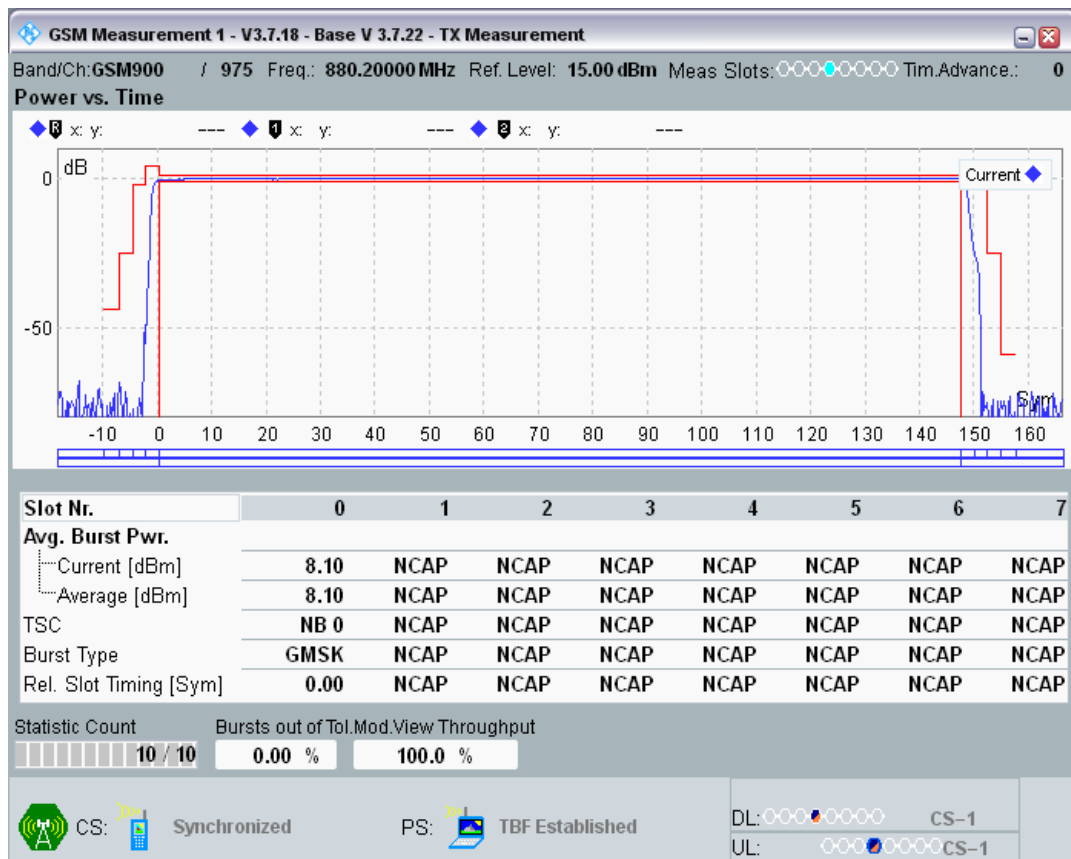 GSM Measurement 1 - V3.7.18 - Base V 3.7.22 - TX Measurement
Band/Ch:GSM900 / 975 Freq.: 880.20000 MHz Ref. Level: 15.00 dBm Meas Slots: Tim.Advance.: 0
Power vs. Time
R x: y: --- 1 x: y: --- 2 x: y: ---
dB
Current
0
-50
Sym
-10 0 10 20 30 40 50 60 70 80 90 100 110 120 130 140 150 160
Slot Nr. 0 1 2 3 4 5 6 7
Avg. Burst Pwr.
Current [dBm] 8.10 NCAP NCAP NCAP NCAP NCAP NCAP NCAP
Average [dBm] 8.10 NCAP NCAP NCAP NCAP NCAP NCAP NCAP
TSC NB 0 NCAP NCAP NCAP NCAP NCAP NCAP NCAP
Burst Type GMSK NCAP NCAP NCAP NCAP NCAP NCAP NCAP
Rel. Slot Timing [Sym] 0.00 NCAP NCAP NCAP NCAP NCAP NCAP NCAP
Statistic Count Bursts out of Tol.Mod.View Throughput
10 / 10 0.00 % 100.0 %
CS: Synchronized PS: TBF Established
DL: CS-1
UL: CS-1